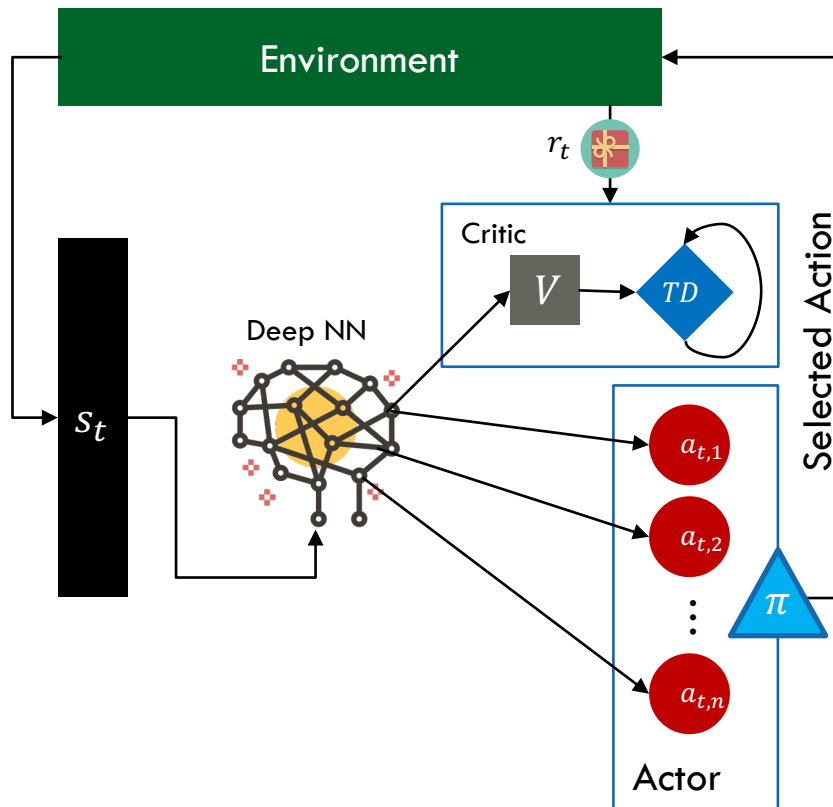 Environment
r_t
Critic
V
TD
Deep NN
s_t
a_{t,1}
a_{t,2}
⋮
a_{t,n}
π
Actor
Selected Action